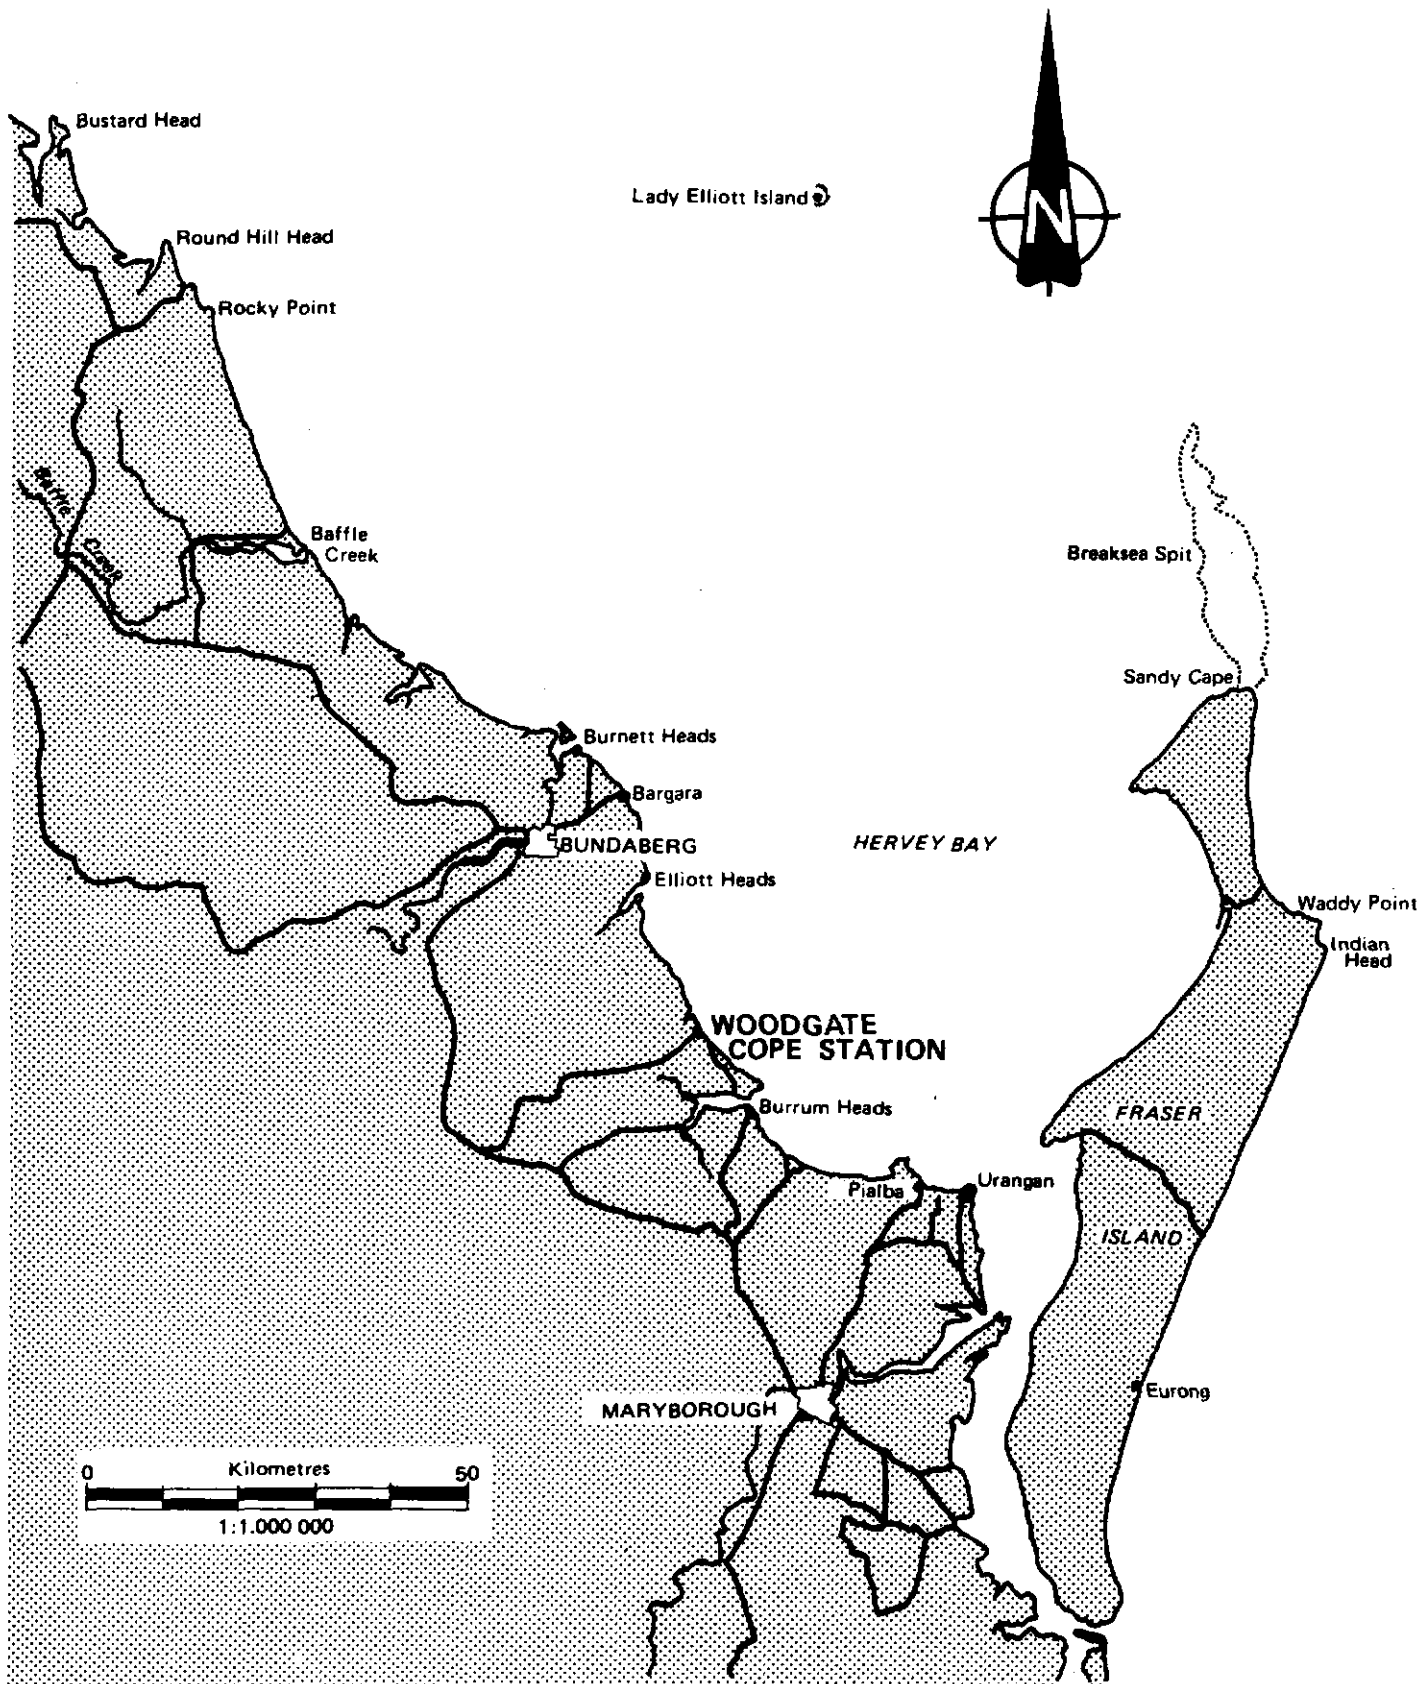 Bustard Head
Lady Elliott Island
N
Round Hill Head
Rocky Point
Baffle
Creek
Baffle
Creek
Breaksea Spit
Sandy Cape
Burnett Heads
Bargara
BUNDABERG
HERVEY BAY
Elliott Heads
Waddy Point
Indian
Head
WOODGATE
COPE STATION
Burrum Heads
FRASER
Pialba
Urangan
ISLAND
Eurong
MARYBOROUGH
0 Kilometres 50
1:1.000 000